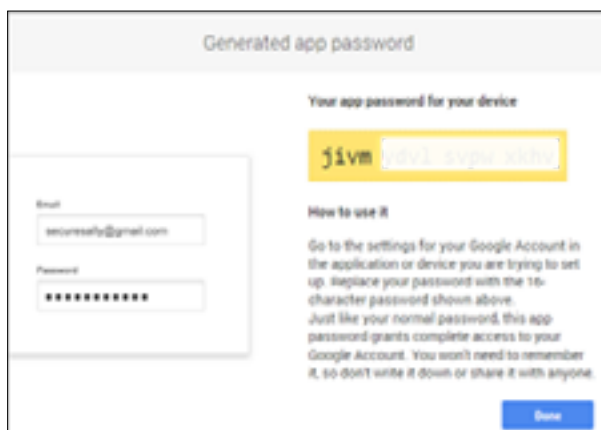 Generated app password
Your app password for your device
jivm
Email
securesally@gmail.com
Password
How to use it
Go to the settings for your Google Account in
the application or device you are trying to set
up. Replace your password with the 16-
character password shown above.
Just like your normal password, this app
password grants complete access to your
Google Account. You won't need to remember
it, so don't write it down or share it with anyone.
Done